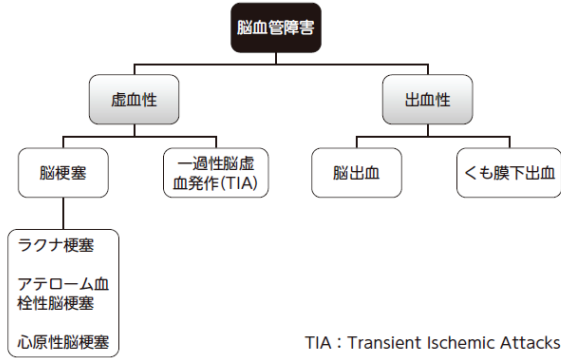 脳血管障害
虚血性
出血性
脳梗塞
一過性脳虚
血発作(TIA)
脳出血
くも膜下出血
ラクナ梗塞
アテローム血
栓性脳梗塞
心原性脳梗塞
TIA：Transient Ischemic Attacks